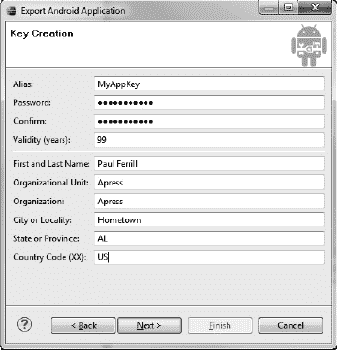 Export Android Application
Key Creation
Alias: MyAppKey
Password: •••••••••••
Confirm: •••••••••••
Validity (years): 99
First and Last Name: Paul Ferrill
Organizational Unit: Apress
Organization: Apress
City or Locality: Hometown
State or Province: AL
Country Code (XX): US
? < Back Next > Finish Cancel